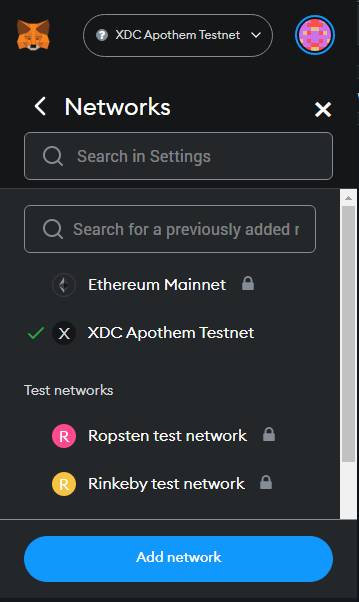 XDC Apothem Testnet
Networks
Search in Settings
Search for a previously added
Ethereum Mainnet
X XDC Apothem Testnet
Test networks
R Ropsten test network
R Rinkeby test network
Add network